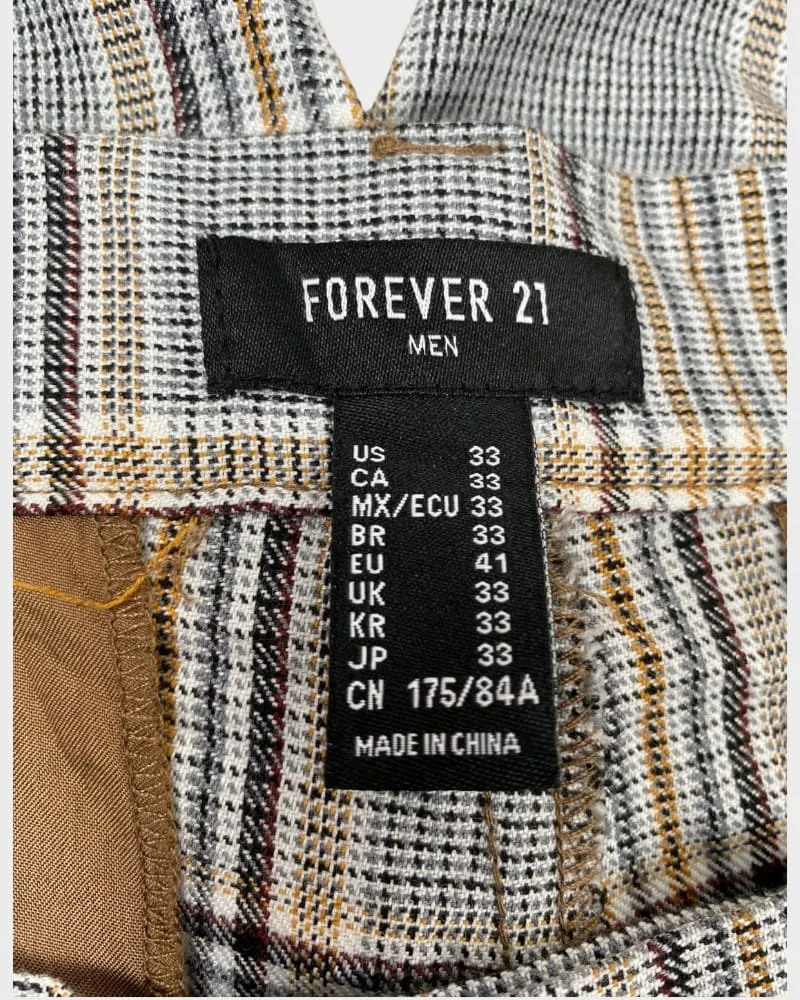 FOREVER 21
MEN
US 33
CA 33
MX/ECU 33
BR 33
EU 41
UK 33
KR 33
JP 33
CN 175/84A
MADE IN CHINA